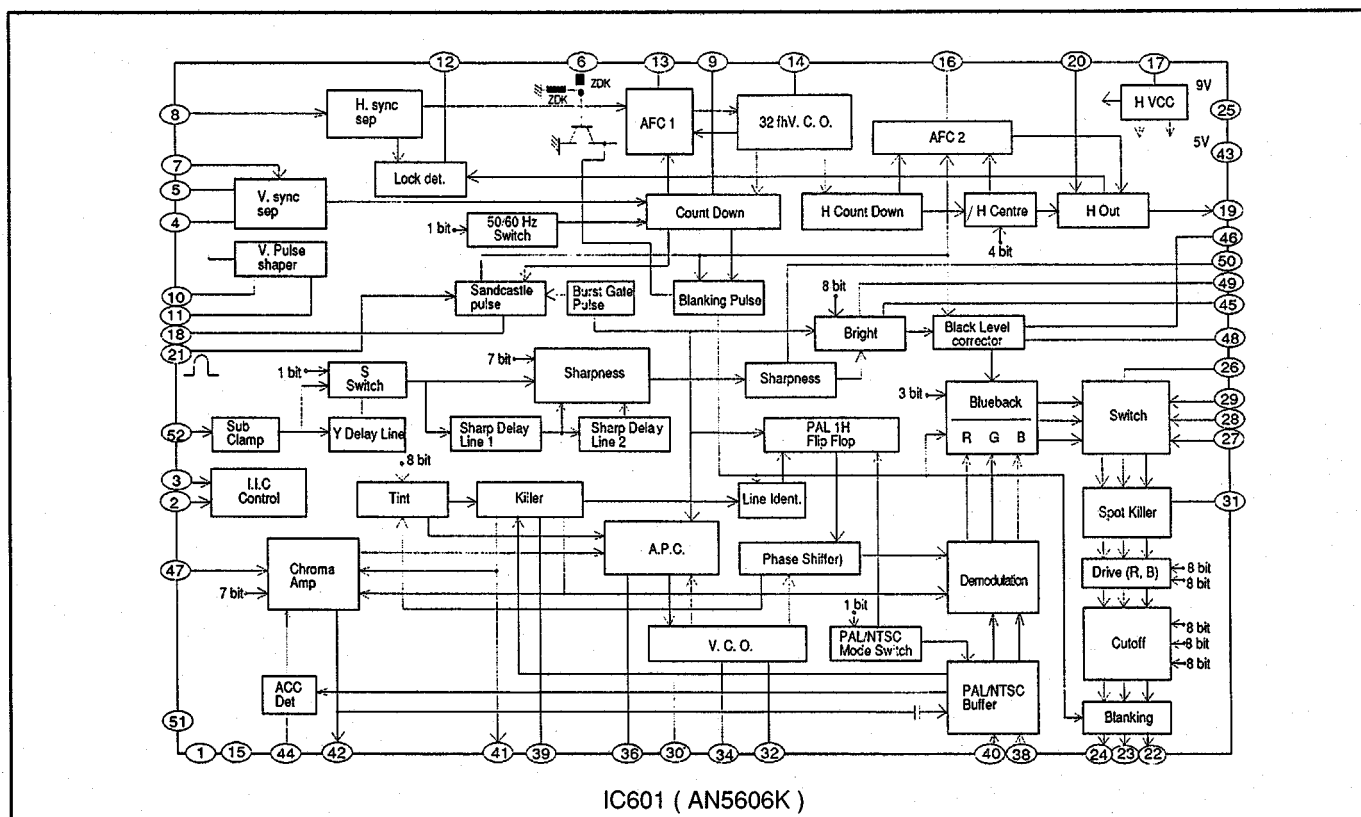 12 6 13 9 14 16 20 17
ZDK
ZDK
9V
8
H. sync
sep
AFC 1
32 fhV. C. O.
H VCC
25
AFC 2
5V
43
7
5
4
V. sync
sep
Lock det.
Count Down
H Count Down
H Centre
H Out
19
1 bit
50/60 Hz
Switch
4 bit
46
V. Pulse
shaper
50
10
11
18
21
Sandcastle
pulse
Burst Gate
Pulse
Blanking Pulse
8 bit
49
45
Bright
Black Level
corrector
48
1 bit
S
Switch
7 bit
Sharpness
Sharpness
26
3 bit
Blueback
R G B
Switch
29
28
27
52
Sub
Clamp
Y Delay Line
Sharp Delay
Line 1
Sharp Delay
Line 2
PAL 1H
Flip Flop
8 bit
3
2
I.I.C
Control
Tint
Killer
Line Ident.
Spot Killer
31
47
Chroma
Amp
7 bit
A.P.C.
Phase Shiffer)
Demodulation
Drive (R, B)
8 bit
8 bit
1 bit
V. C. O.
PAL/NTSC
Mode Switch
Cutoff
8 bit
8 bit
8 bit
ACC
Det
PAL/NTSC
Buffer
Blanking
51
1 15 44 42 41 39 36 30 34 32 40 38 24 23 22
IC601 ( AN5606K )